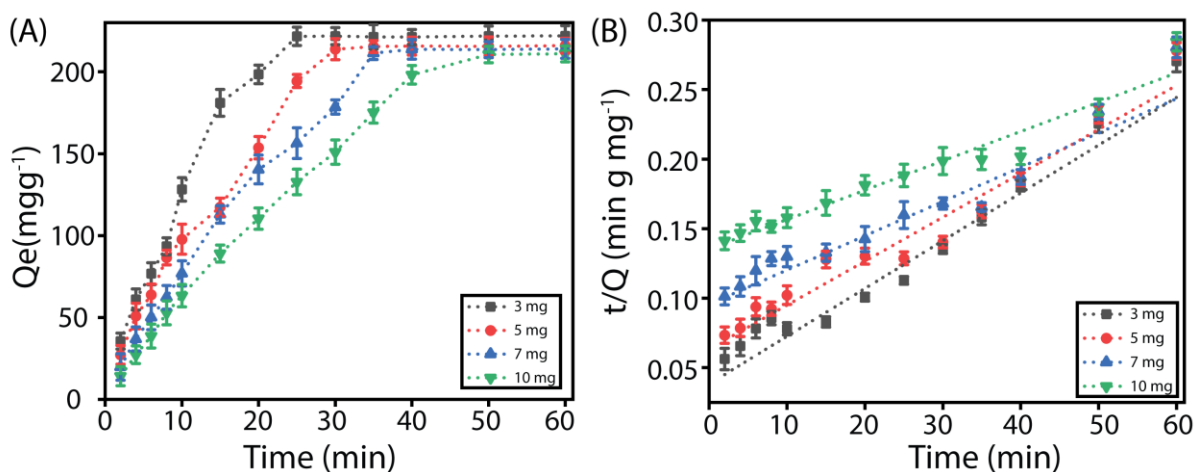 (A)
Qe(mgg⁻¹)
200
150
100
50
0
0 10 20 30 40 50 60
Time (min)
3 mg
5 mg
7 mg
10 mg
(B)
t/Q (min g mg⁻¹)
0.30
0.25
0.20
0.15
0.10
0.05
0 10 20 30 40 50 60
Time (min)
3 mg
5 mg
7 mg
10 mg